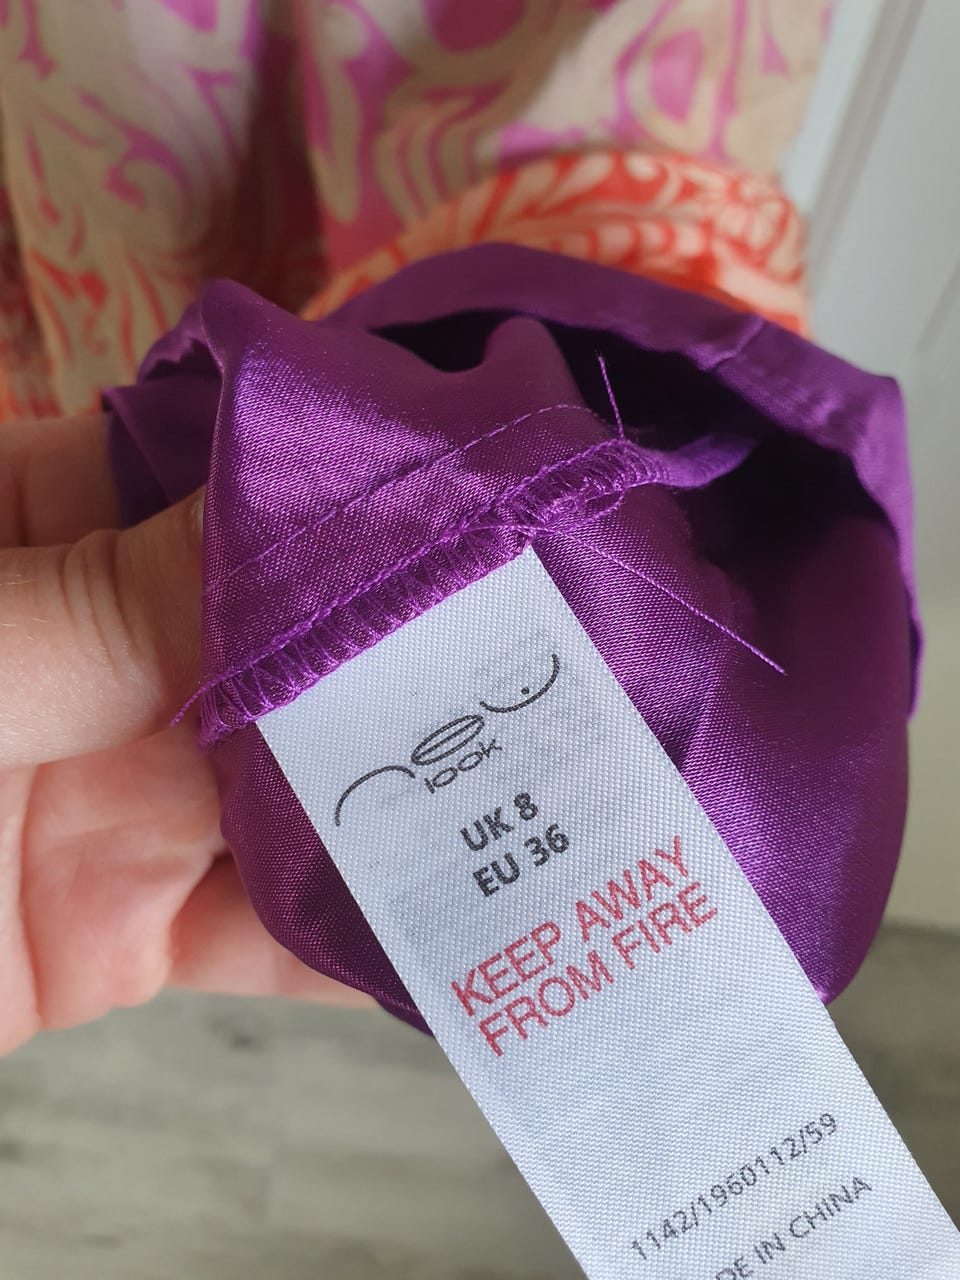 new
look
UK 8
EU 36
KEEP AWAY
FROM FIRE
1142/1960112/59
DE IN CHINA